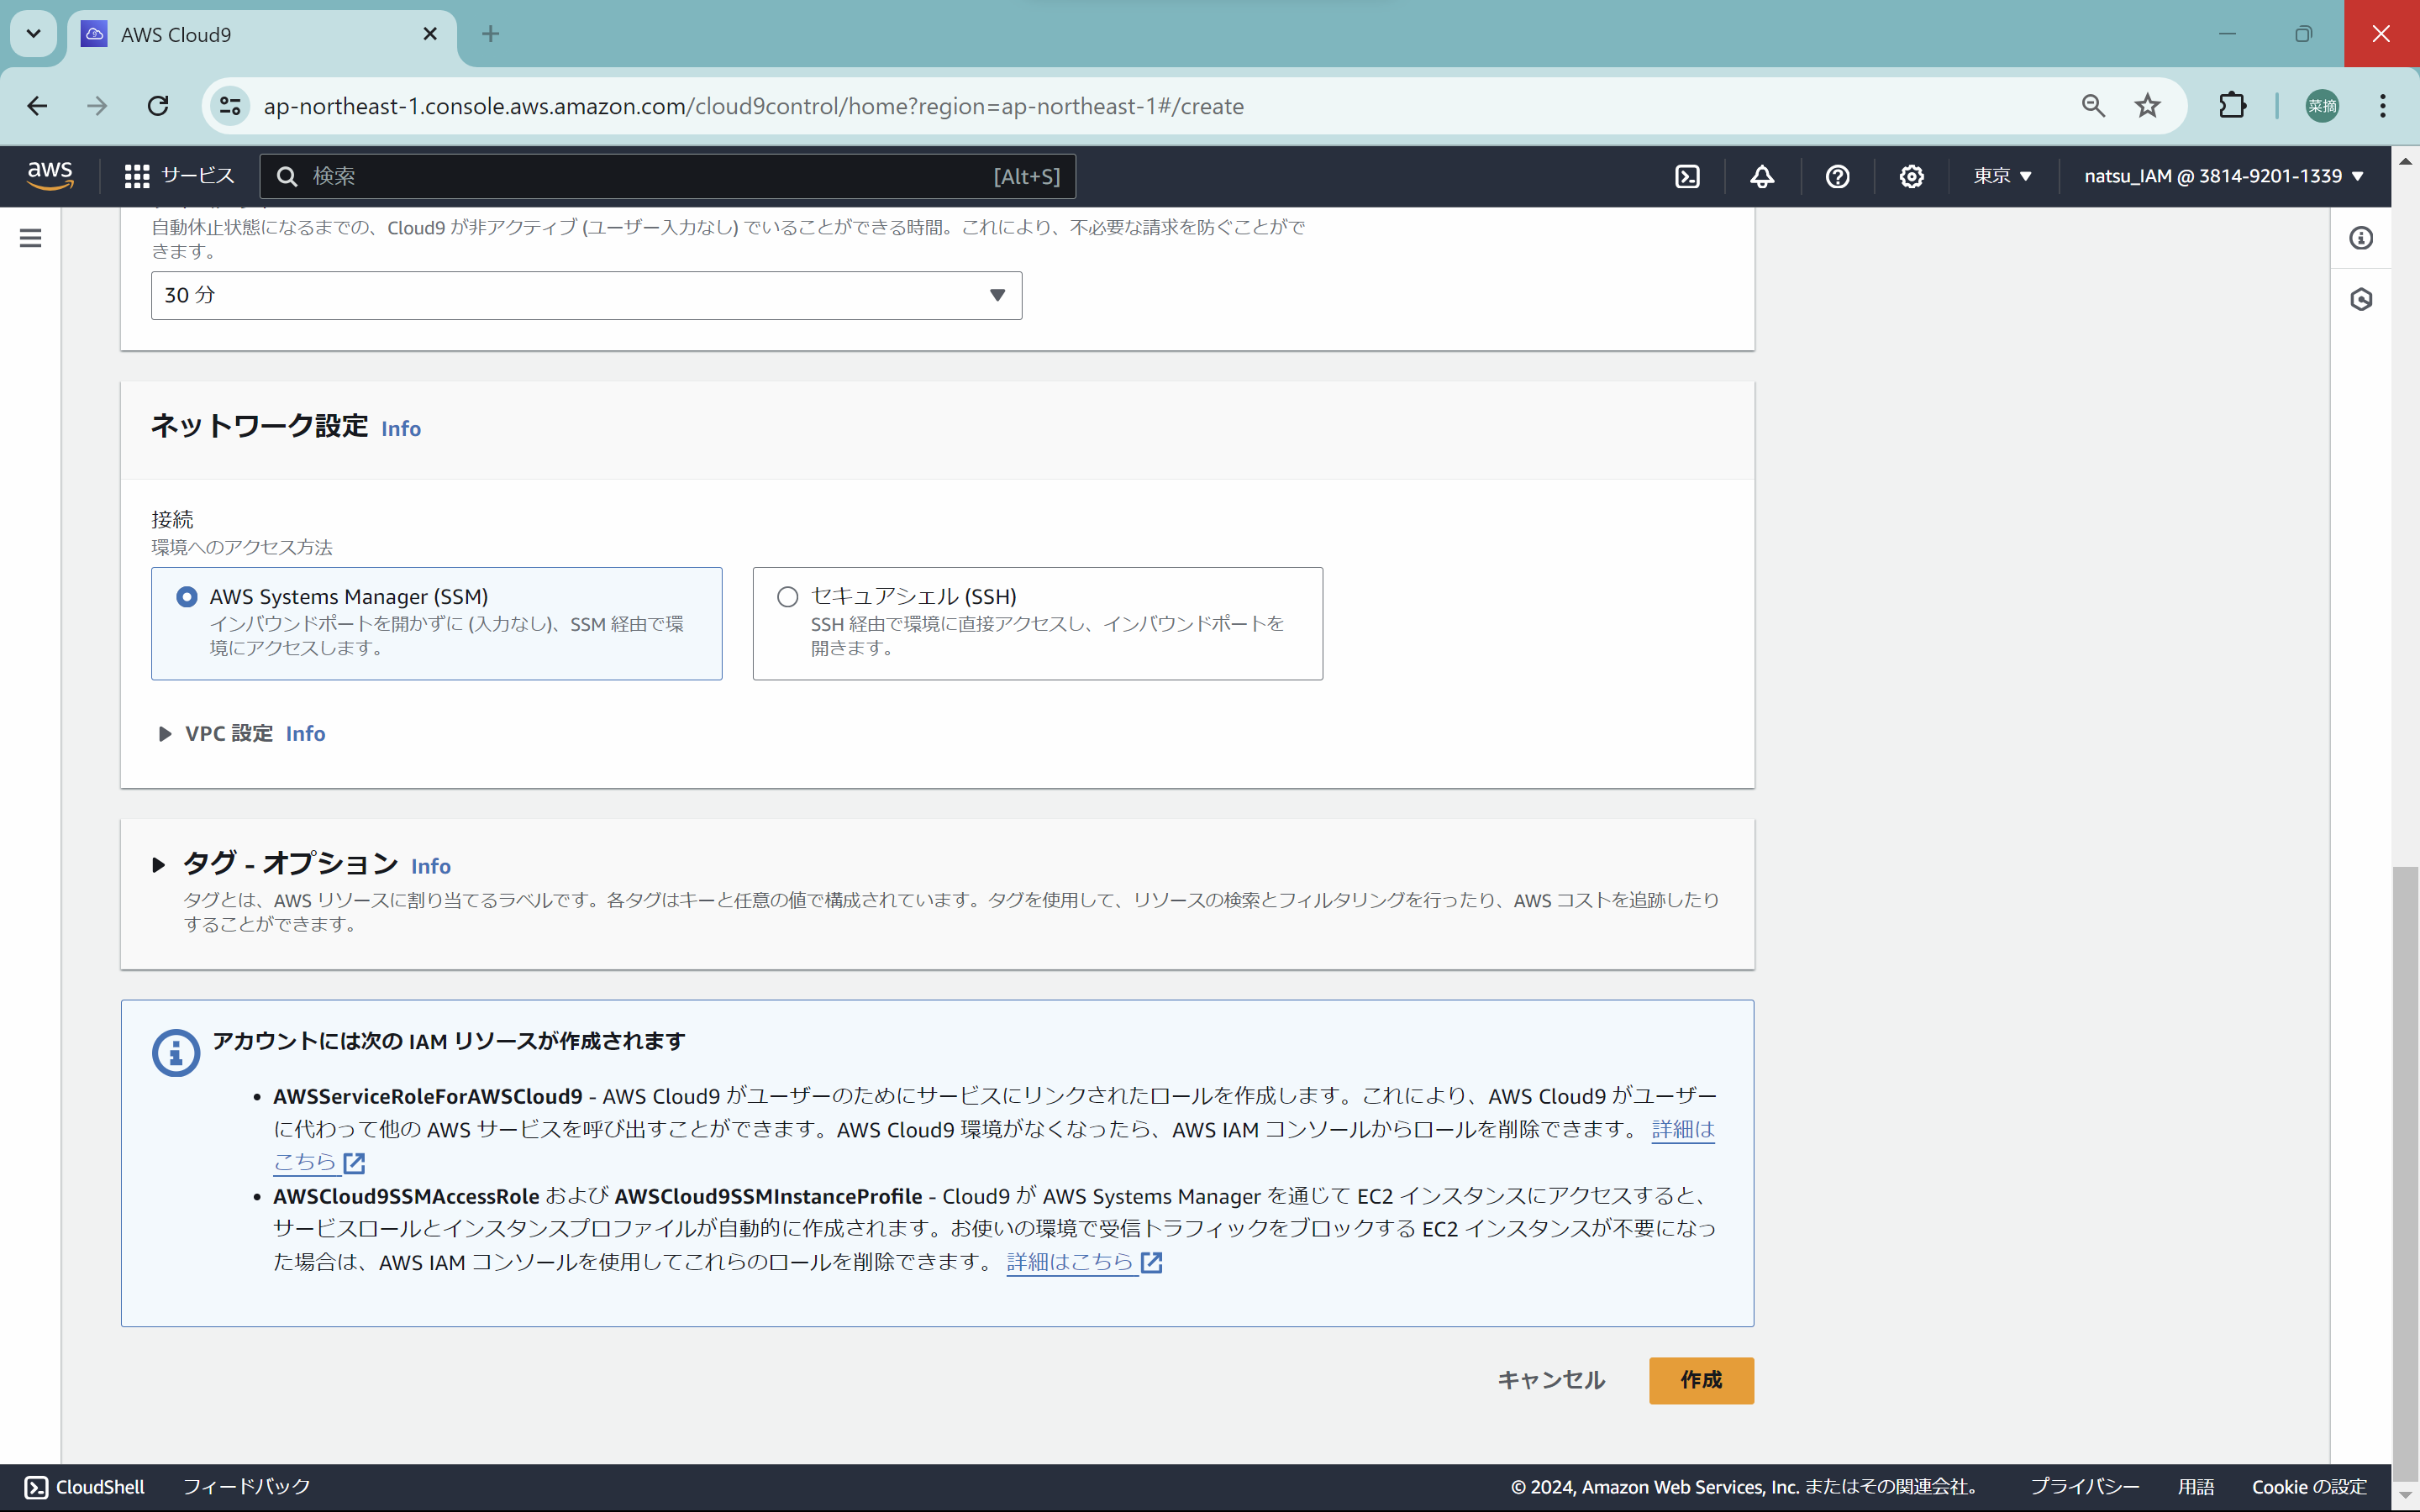 AWS Cloud9
ap-northeast-1.console.aws.amazon.com/cloud9control/home?region=ap-northeast-1#/create
菜摘
aws
サービス
検索
[Alt+S]
東京
natsu_IAM @ 3814-9201-1339
自動休止状態になるまでの、Cloud9 が非アクティブ (ユーザー入力なし) でいることができる時間。これにより、不必要な請求を防ぐことがで
きます。
30 分
ネットワーク設定 Info
接続
環境へのアクセス方法
AWS Systems Manager (SSM)
インバウンドポートを開かずに (入力なし)、SSM 経由で環
境にアクセスします。
セキュアシェル (SSH)
SSH 経由で環境に直接アクセスし、インバウンドポートを
開きます。
VPC 設定 Info
タグ - オプション Info
タグとは、AWS リソースに割り当てるラベルです。各タグはキーと任意の値で構成されています。タグを使用して、リソースの検索とフィルタリングを行ったり、AWS コストを追跡したり
することができます。
アカウントには次の IAM リソースが作成されます
• AWSServiceRoleForAWSCloud9 - AWS Cloud9 がユーザーのためにサービスにリンクされたロールを作成します。これにより、AWS Cloud9 がユーザー
に代わって他の AWS サービスを呼び出すことができます。AWS Cloud9 環境がなくなったら、AWS IAM コンソールからロールを削除できます。 詳細は
こちら
• AWSCloud9SSMAccessRole および AWSCloud9SSMInstanceProfile - Cloud9 が AWS Systems Manager を通じて EC2 インスタンスにアクセスすると、
サービスロールとインスタンスプロファイルが自動的に作成されます。お使いの環境で受信トラフィックをブロックする EC2 インスタンスが不要になっ
た場合は、AWS IAM コンソールを使用してこれらのロールを削除できます。 詳細はこちら
キャンセル
作成
CloudShell
フィードバック
© 2024, Amazon Web Services, Inc. またはその関連会社。
プライバシー
用語
Cookie の設定